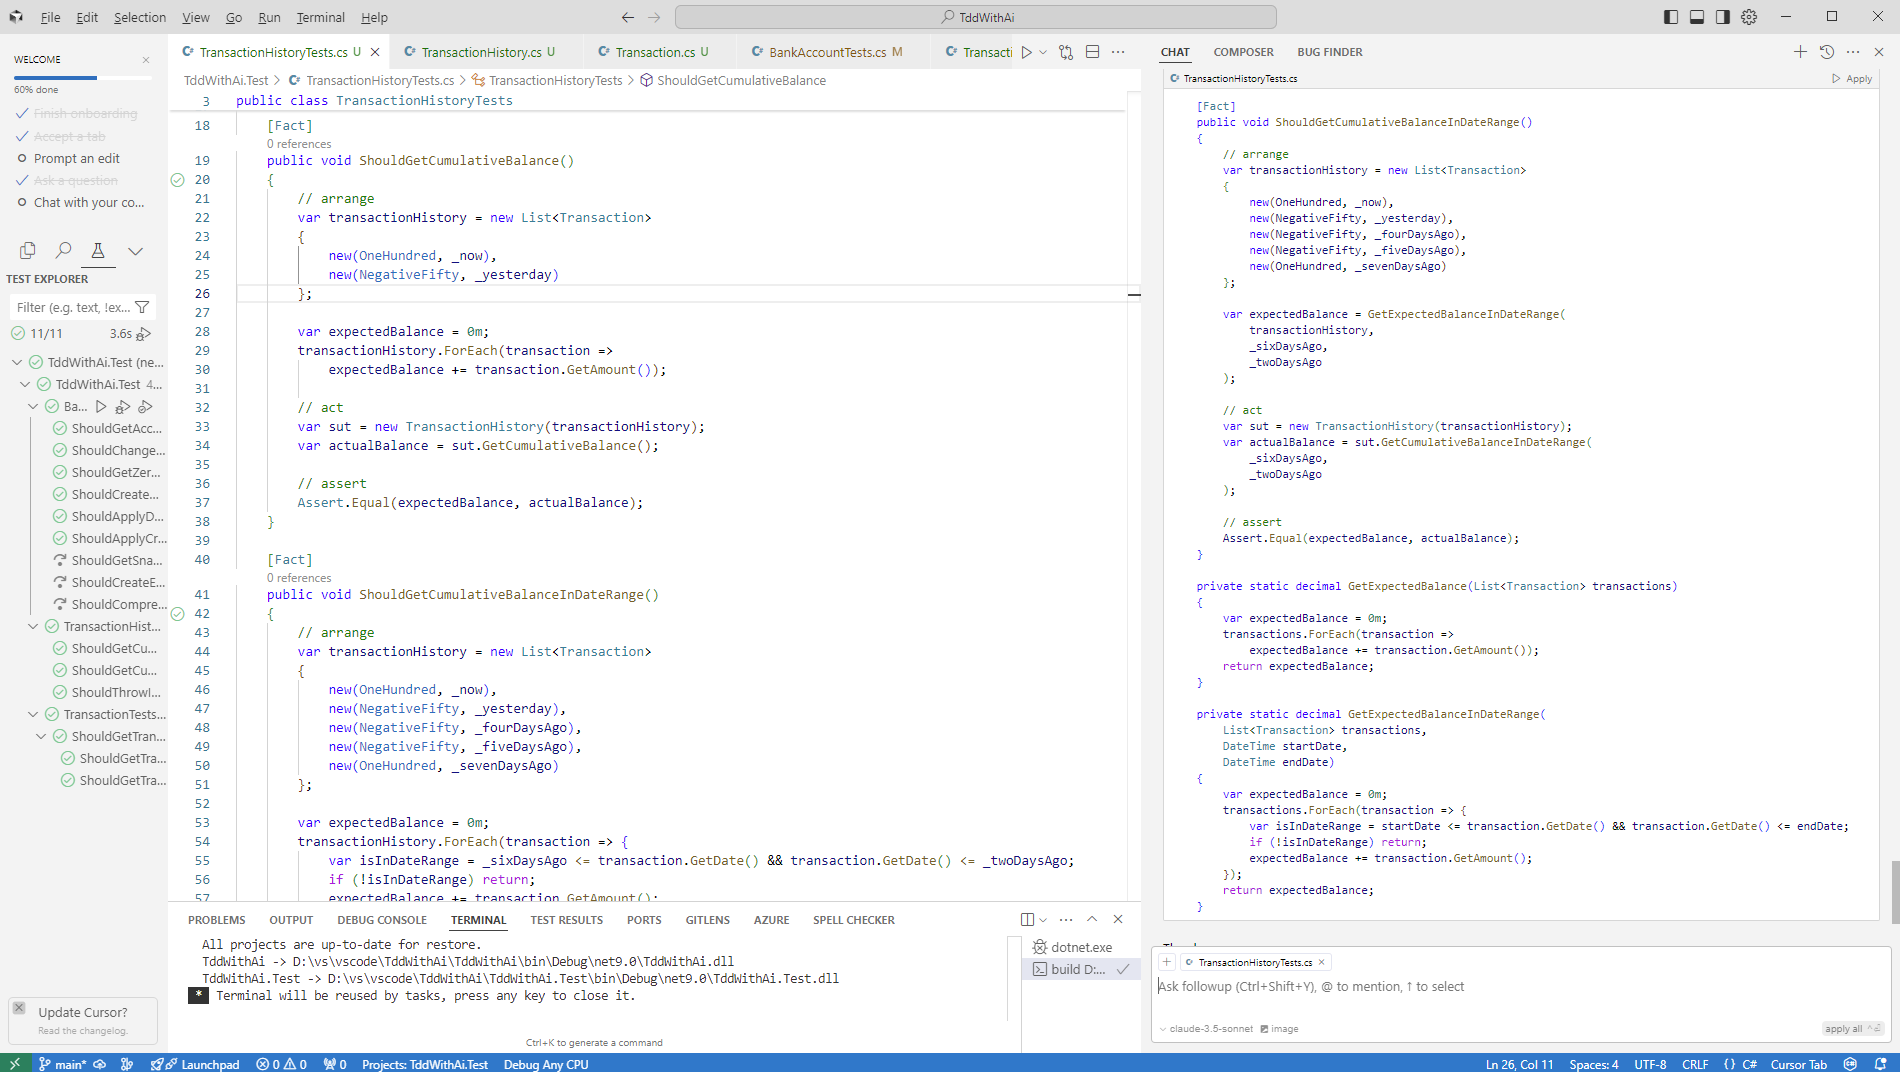 File Edit Selection View Go Run Terminal Help
TddWithAi
WELCOME
60% done
Finish onboarding
Accept a tab
Prompt an edit
Ask a question
Chat with your co...
TEST EXPLORER
Filter (e.g. text, !ex...
11/11 3.6s
TddWithAi.Test (ne...
TddWithAi.Test 4...
Ba...
ShouldGetAcc...
ShouldChange...
ShouldGetZer...
ShouldCreate...
ShouldApplyD...
ShouldApplyCr...
ShouldGetSna...
ShouldCreateE...
ShouldCompre...
TransactionHist...
ShouldGetCu...
ShouldGetCu...
ShouldThrowI...
TransactionTests...
ShouldGetTran...
ShouldGetTra...
ShouldGetTra...
Update Cursor?
Read the changelog.
TransactionHistoryTests.cs U
TransactionHistory.cs U
Transaction.cs U
BankAccountTests.cs M
Transacti
TddWithAi.Test > TransactionHistoryTests.cs > TransactionHistoryTests > ShouldGetCumulativeBalance
3 public class TransactionHistoryTests
18 [Fact]
0 references
19 public void ShouldGetCumulativeBalance()
20 {
21 // arrange
22 var transactionHistory = new List<Transaction>
23 {
24 new(OneHundred, _now),
25 new(NegativeFifty, _yesterday)
26 };
27
28 var expectedBalance = 0m;
29 transactionHistory.ForEach(transaction =>
30 expectedBalance += transaction.GetAmount());
31
32 // act
33 var sut = new TransactionHistory(transactionHistory);
34 var actualBalance = sut.GetCumulativeBalance();
35
36 // assert
37 Assert.Equal(expectedBalance, actualBalance);
38 }
39
40 [Fact]
0 references
41 public void ShouldGetCumulativeBalanceInDateRange()
42 {
43 // arrange
44 var transactionHistory = new List<Transaction>
45 {
46 new(OneHundred, _now),
47 new(NegativeFifty, _yesterday),
48 new(NegativeFifty, _fourDaysAgo),
49 new(NegativeFifty, _fiveDaysAgo),
50 new(OneHundred, _sevenDaysAgo)
51 };
52
53 var expectedBalance = 0m;
54 transactionHistory.ForEach(transaction => {
55 var isInDateRange = _sixDaysAgo <= transaction.GetDate() && transaction.GetDate() <= _twoDaysAgo;
56 if (!isInDateRange) return;
57 expectedBalance += transaction.GetAmount();
PROBLEMS OUTPUT DEBUG CONSOLE TERMINAL TEST RESULTS PORTS GITLENS AZURE SPELL CHECKER
All projects are up-to-date for restore.
TddWithAi -> D:\vs\vscode\TddWithAi\TddWithAi\bin\Debug\net9.0\TddWithAi.dll
TddWithAi.Test -> D:\vs\vscode\TddWithAi\TddWithAi.Test\bin\Debug\net9.0\TddWithAi.Test.dll
* Terminal will be reused by tasks, press any key to close it.
Ctrl+K to generate a command
dotnet.exe
build D:...
CHAT COMPOSER BUG FINDER
TransactionHistoryTests.cs
Apply
[Fact]
public void ShouldGetCumulativeBalanceInDateRange()
{
// arrange
var transactionHistory = new List<Transaction>
{
new(OneHundred, _now),
new(NegativeFifty, _yesterday),
new(NegativeFifty, _fourDaysAgo),
new(NegativeFifty, _fiveDaysAgo),
new(OneHundred, _sevenDaysAgo)
};
var expectedBalance = GetExpectedBalanceInDateRange(
transactionHistory,
_sixDaysAgo,
_twoDaysAgo
);
// act
var sut = new TransactionHistory(transactionHistory);
var actualBalance = sut.GetCumulativeBalanceInDateRange(
_sixDaysAgo,
_twoDaysAgo
);
// assert
Assert.Equal(expectedBalance, actualBalance);
}
private static decimal GetExpectedBalance(List<Transaction> transactions)
{
var expectedBalance = 0m;
transactions.ForEach(transaction =>
expectedBalance += transaction.GetAmount());
return expectedBalance;
}
private static decimal GetExpectedBalanceInDateRange(
List<Transaction> transactions,
DateTime startDate,
DateTime endDate)
{
var expectedBalance = 0m;
transactions.ForEach(transaction => {
var isInDateRange = startDate <= transaction.GetDate() && transaction.GetDate() <= endDate;
if (!isInDateRange) return;
expectedBalance += transaction.GetAmount();
});
return expectedBalance;
}
TransactionHistoryTests.cs
Ask followup (Ctrl+Shift+Y), @ to mention, ↑ to select
claude-3.5-sonnet image
apply all
main* Launchpad 0 0 0 Projects: TddWithAi.Test Debug Any CPU
Ln 26, Col 11 Spaces: 4 UTF-8 CRLF {} C# Cursor Tab